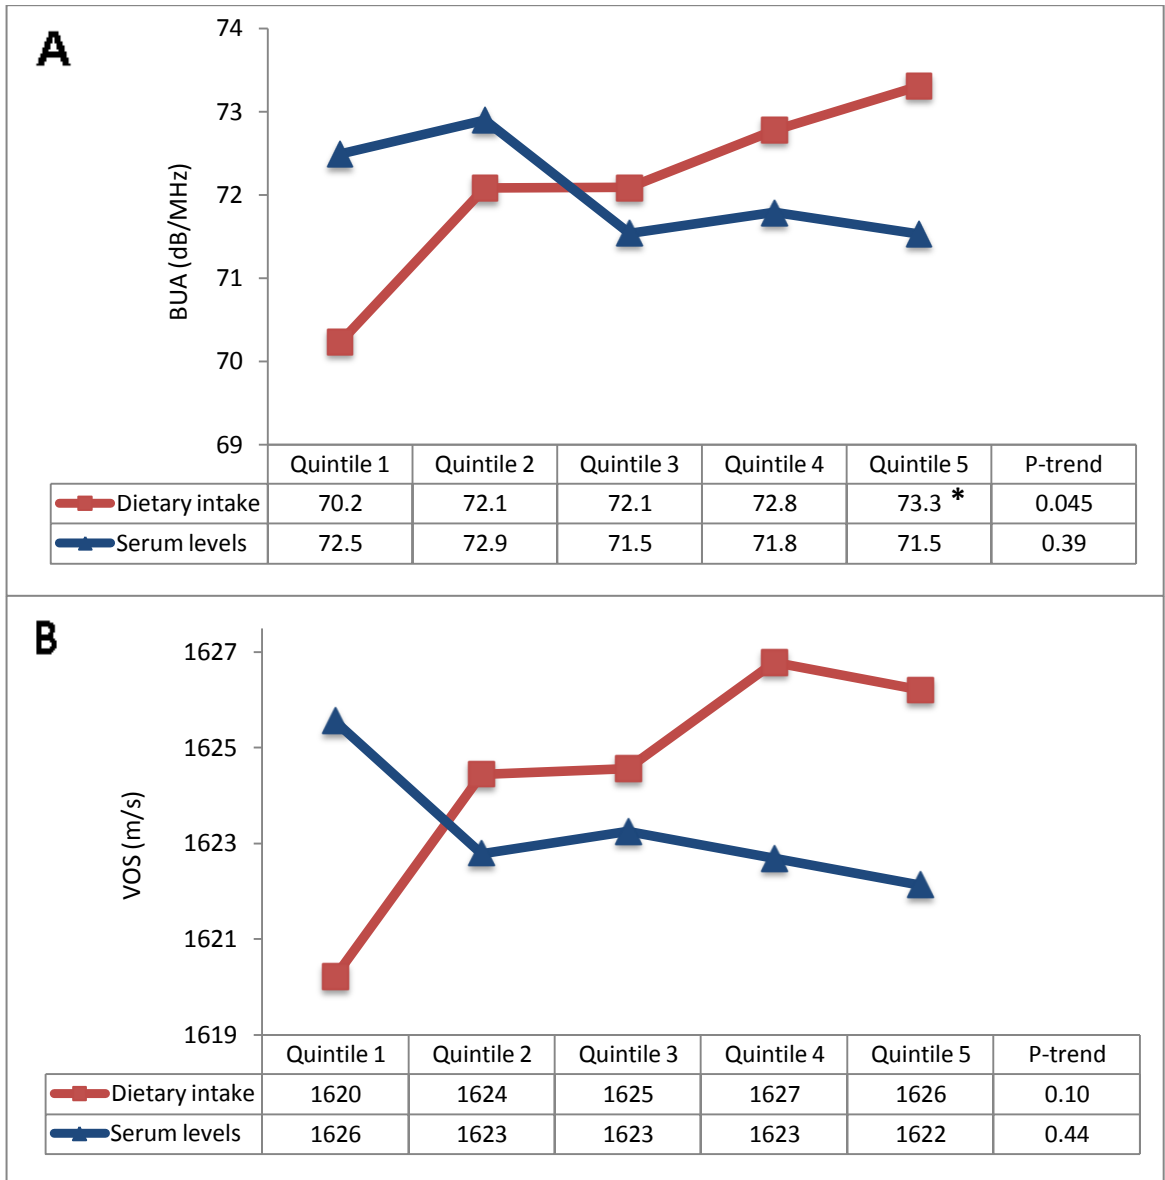 A
74
73
72
71
70
69
BUA (dB/MHz)
Quintile 1 Quintile 2 Quintile 3 Quintile 4 Quintile 5 P-trend
Dietary intake 70.2 72.1 72.1 72.8 73.3 * 0.045
Serum levels 72.5 72.9 71.5 71.8 71.5 0.39
B
1627
1625
1623
1621
1619
VOS (m/s)
Quintile 1 Quintile 2 Quintile 3 Quintile 4 Quintile 5 P-trend
Dietary intake 1620 1624 1625 1627 1626 0.10
Serum levels 1626 1623 1623 1623 1622 0.44